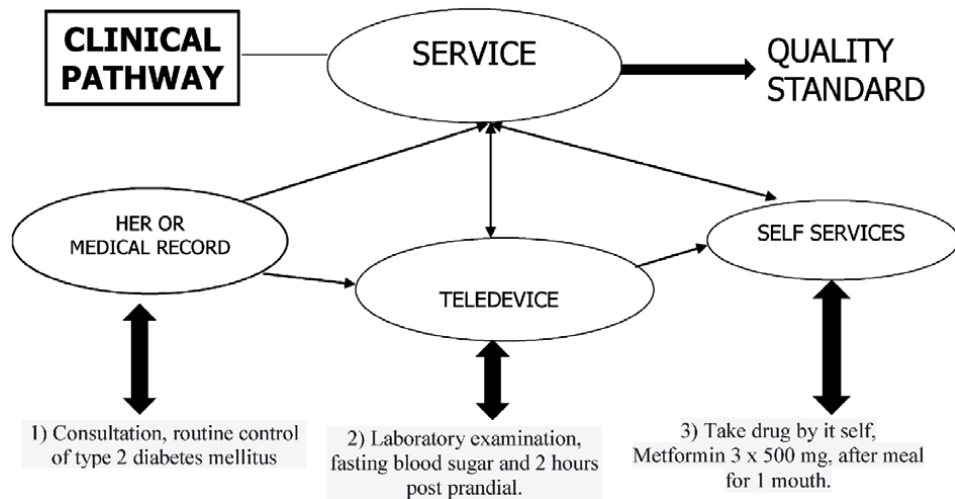 CLINICAL
PATHWAY
SERVICE
QUALITY
STANDARD
HER OR
MEDICAL RECORD
TELEDEVICE
SELF SERVICES
1) Consultation, routine control
of type 2 diabetes mellitus
2) Laboratory examination,
fasting blood sugar and 2 hours
post prandial.
3) Take drug by it self,
Metformin 3 x 500 mg, after meal
for 1 mouth.